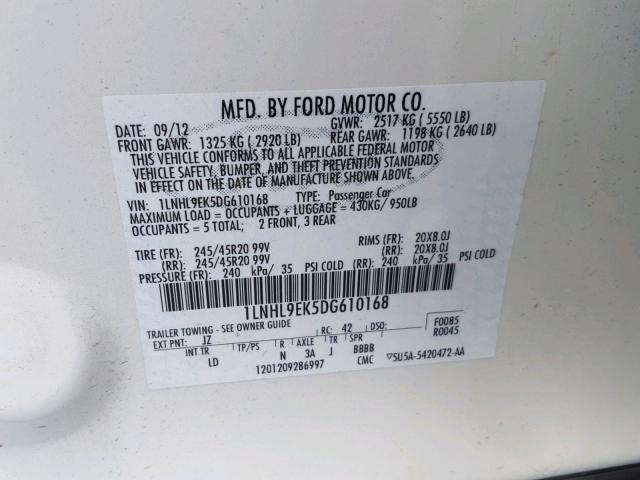 MFD. BY FORD MOTOR CO.
DATE: 09/12 GVWR: 2517 KG ( 5550 LB)
FRONT GAWR: 1325 KG ( 2920 LB) REAR GAWR: 1198 KG ( 2640 LB)
THIS VEHICLE CONFORMS TO ALL APPLICABLE FEDERAL MOTOR
VEHICLE SAFETY, BUMPER, AND THEFT PREVENTION STANDARDS
IN EFFECT ON THE DATE OF MANUFACTURE SHOWN ABOVE.
VIN: 1LNHL9EK5DG610168 TYPE: Passenger Car
MAXIMUM LOAD = OCCUPANTS + LUGGAGE = 430KG/ 950LB
OCCUPANTS = 5 TOTAL; 2 FRONT, 3 REAR
TIRE (FR): 245/45R20 99V RIMS (FR): 20X8.0J
(RR): 245/45R20 99V (RR): 20X8.0J
PRESSURE (FR): 240 kPa/ 35 PSI COLD (RR): 240 kPa/ 35 PSI COLD
1LNHL9EK5DG610168
TRAILER TOWING - SEE OWNER GUIDE F0085
EXT PNT: JZ RC: 42 DSO: R0045
INT TR TP/PS R AXLE TR SPR
LD N 3A J BBBB
1201209286997 CMC ▽5U5A-5420472-AA